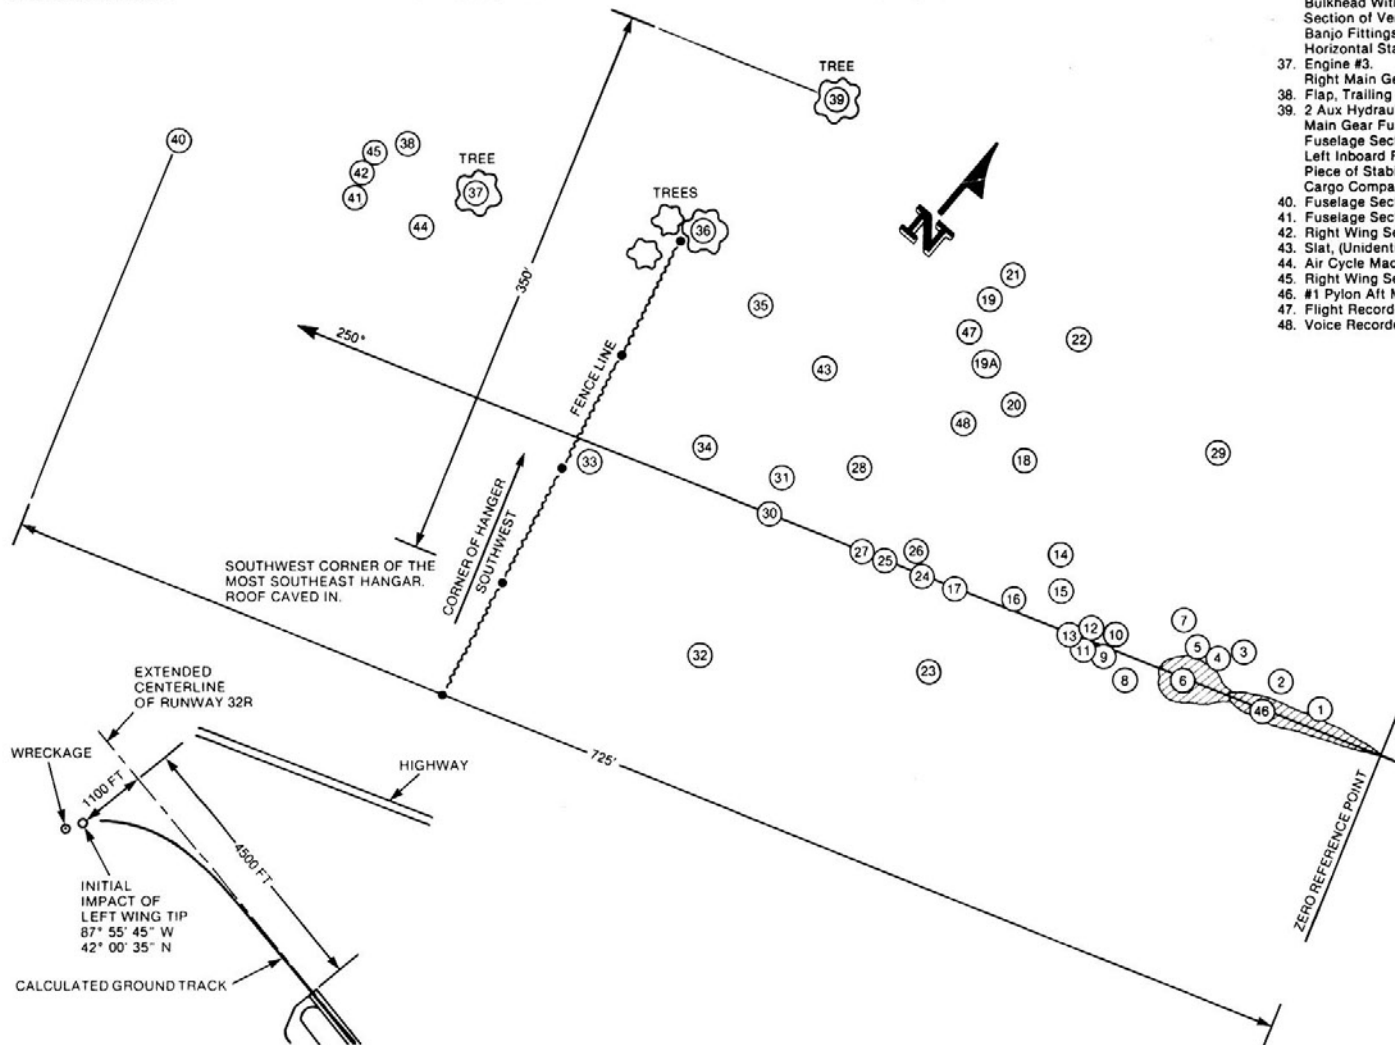 Bulkhead With
Section of Ve
Banjo Fittings
Horizontal Sta
37. Engine #3.
Right Main Ge
38. Flap, Trailing
39. 2 Aux Hydrau
Main Gear Fu
Fuselage Sec
Left Inboard F
Piece of Stabi
Cargo Compa
40. Fuselage Sec
41. Fuselage Sec
42. Right Wing Se
43. Slat, (Unident
44. Air Cycle Mac
45. Right Wing Se
46. #1 Pylon Aft M
47. Flight Record
48. Voice Record
TREE
39
40
45
38
42
41
TREE
37
44
TREES
36
N
350'
250°
35
21
19
47
22
19A
43
20
48
FENCE LINE
34
33
18
29
28
31
30
CORNER OF HANGER
SOUTHWEST
SOUTHWEST CORNER OF THE
MOST SOUTHEAST HANGAR.
ROOF CAVED IN.
27
25
26
24
17
14
15
16
12
13
10
11
9
8
7
5
4
3
6
2
46
1
32
23
725'
ZERO REFERENCE POINT
EXTENDED
CENTERLINE
OF RUNWAY 32R
WRECKAGE
1100 FT
HIGHWAY
4500 FT
INITIAL
IMPACT OF
LEFT WING TIP
87° 55' 45" W
42° 00' 35" N
CALCULATED GROUND TRACK